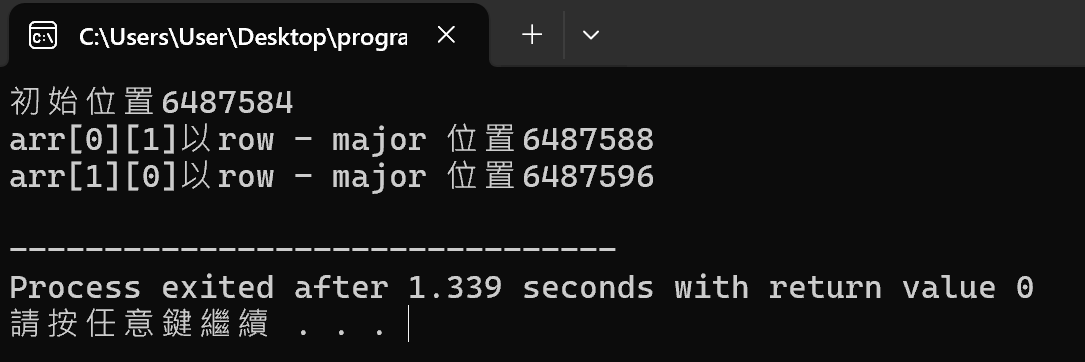 C:\Users\User\Desktop\progra
初始位置6487584
arr[0][1]以row - major 位置6487588
arr[1][0]以row - major 位置6487596
--------------------------------
Process exited after 1.339 seconds with return value 0
請按任意鍵繼續 . . .